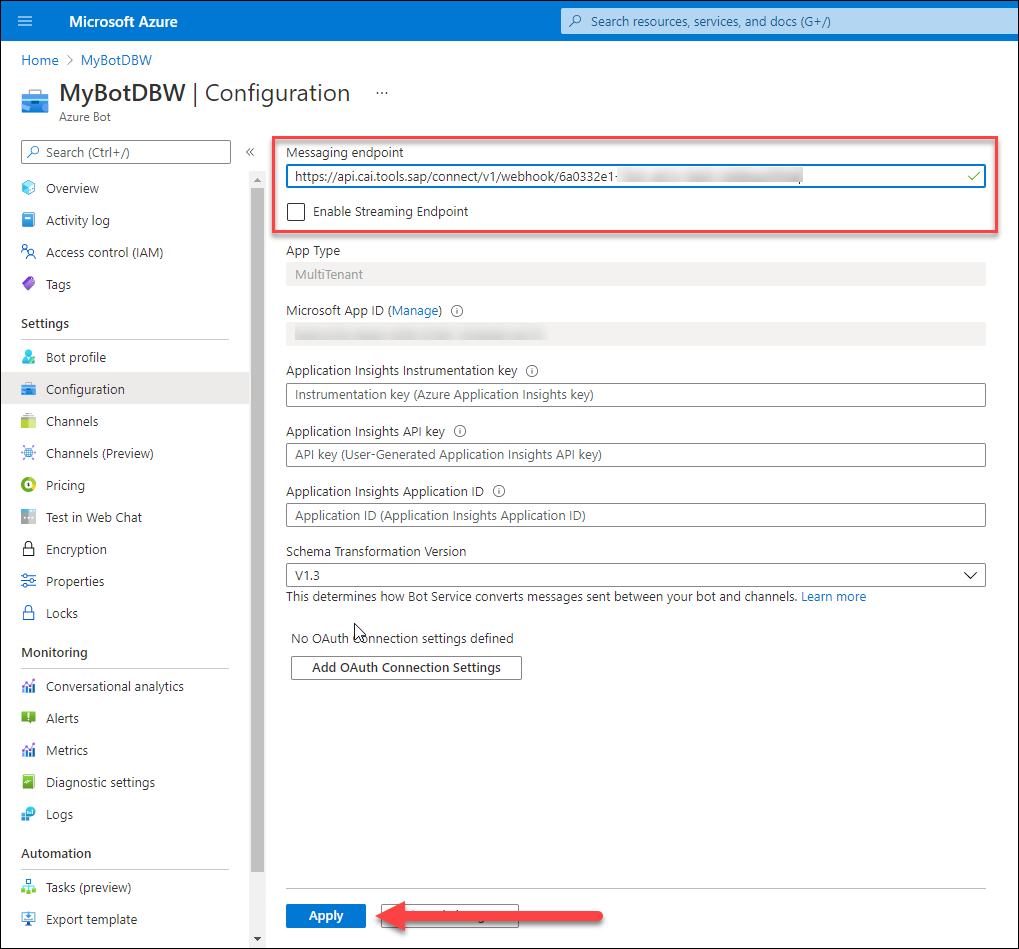 Microsoft Azure
Search resources, services, and docs (G+/)
Home > MyBotDBW
MyBotDBW | Configuration ...
Azure Bot
Search (Ctrl+/)
«
Overview
Activity log
Access control (IAM)
Tags
Settings
Bot profile
Configuration
Channels
Channels (Preview)
Pricing
Test in Web Chat
Encryption
Properties
Locks
Monitoring
Conversational analytics
Alerts
Metrics
Diagnostic settings
Logs
Automation
Tasks (preview)
Export template
Messaging endpoint
https://api.cai.tools.sap/connect/v1/webhook/6a0332e1-
Enable Streaming Endpoint
App Type
MultiTenant
Microsoft App ID (Manage)
Application Insights Instrumentation key
Instrumentation key (Azure Application Insights key)
Application Insights API key
API key (User-Generated Application Insights API key)
Application Insights Application ID
Application ID (Application Insights Application ID)
Schema Transformation Version
V1.3
This determines how Bot Service converts messages sent between your bot and channels. Learn more
No OAuth Connection settings defined
Add OAuth Connection Settings
Apply